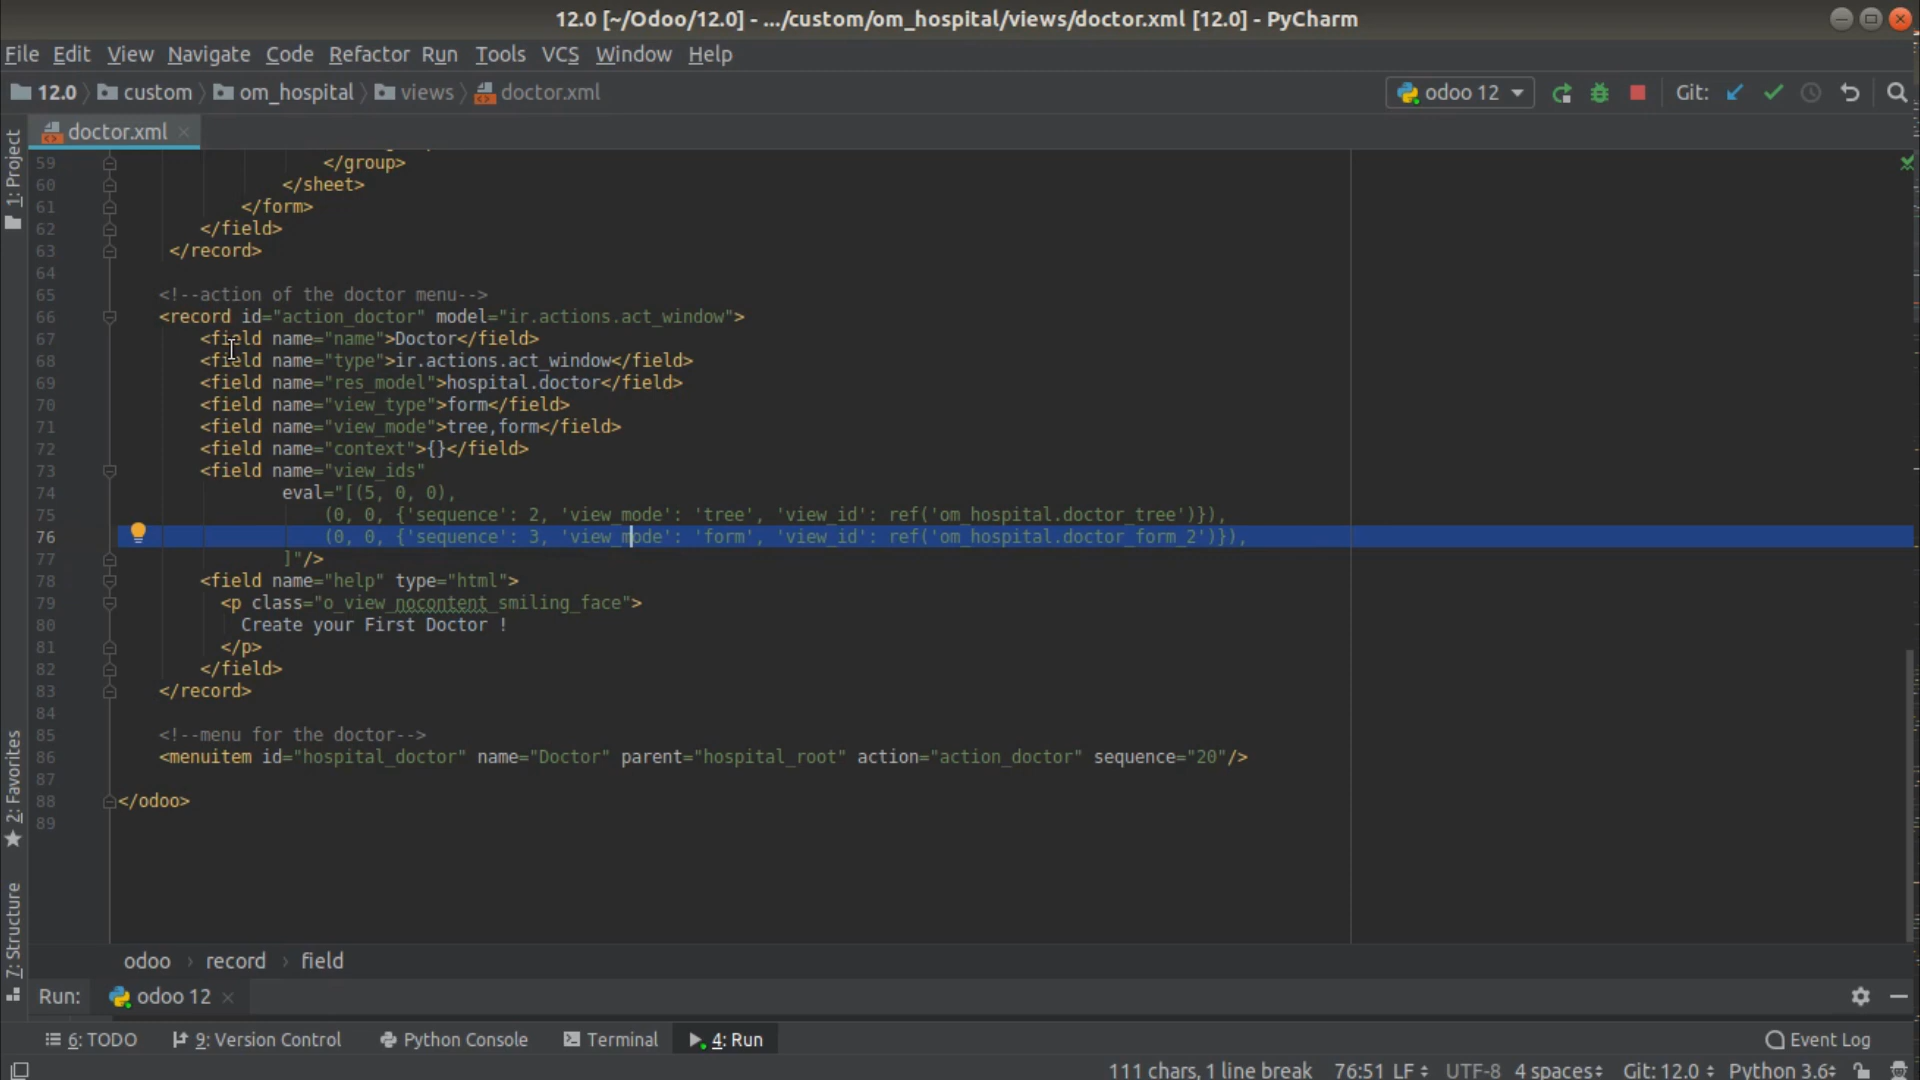 12.0 [~/Odoo/12.0] - .../custom/om_hospital/views/doctor.xml [12.0] - PyCharm
File Edit View Navigate Code Refactor Run Tools VCS Window Help
12.0 custom om_hospital views doctor.xml odoo 12 Git:
doctor.xml
1: Project
2: Favorites
7: Structure
59 </group>
60 </sheet>
61 </form>
62 </field>
63 </record>
64
65 <!--action of the doctor menu-->
66 <record id="action_doctor" model="ir.actions.act_window">
67 <field name="name">Doctor</field>
68 <field name="type">ir.actions.act_window</field>
69 <field name="res_model">hospital.doctor</field>
70 <field name="view_type">form</field>
71 <field name="view_mode">tree,form</field>
72 <field name="context">{}</field>
73 <field name="view_ids"
74 eval="[(5, 0, 0),
75 (0, 0, {'sequence': 2, 'view_mode': 'tree', 'view_id': ref('om_hospital.doctor_tree')}),
76 (0, 0, {'sequence': 3, 'view_mode': 'form', 'view_id': ref('om_hospital.doctor_form_2')}),
77 ]"/>
78 <field name="help" type="html">
79 <p class="o_view_nocontent_smiling_face">
80 Create your First Doctor !
81 </p>
82 </field>
83 </record>
84
85 <!--menu for the doctor-->
86 <menuitem id="hospital_doctor" name="Doctor" parent="hospital_root" action="action_doctor" sequence="20"/>
87
88 </odoo>
89
odoo record field
Run: odoo 12
6: TODO 9: Version Control Python Console Terminal 4: Run Event Log
111 chars, 1 line break 76:51 LF UTF-8 4 spaces Git: 12.0 Python 3.6